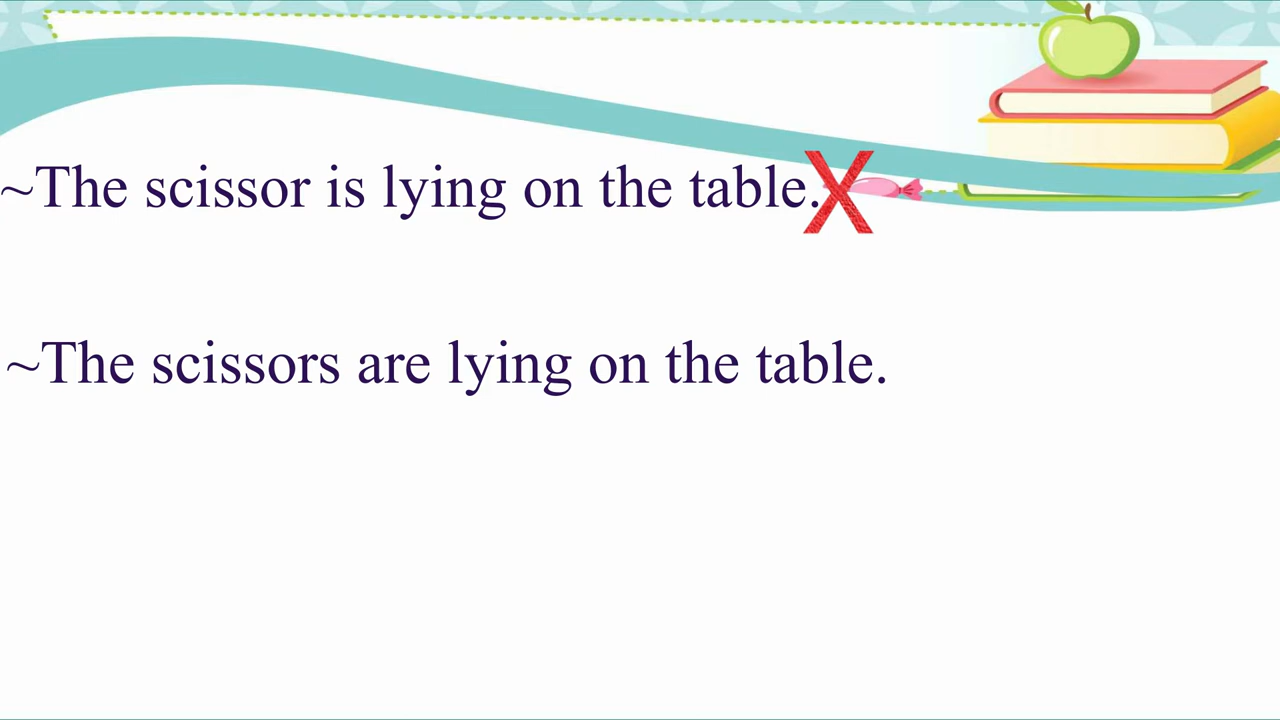 ~The scissor is lying on the table.X
~The scissors are lying on the table.